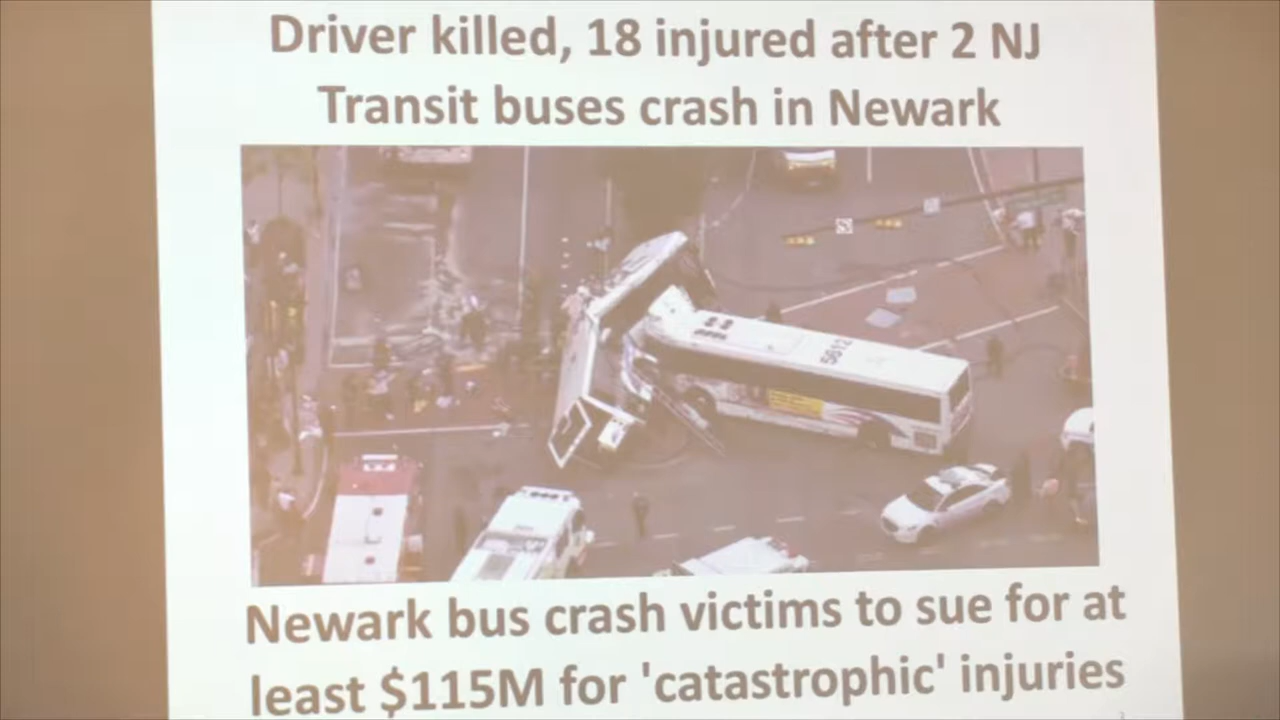 Driver killed, 18 injured after 2 NJ
Transit buses crash in Newark
5612
Newark bus crash victims to sue for at
least $115M for 'catastrophic' injuries